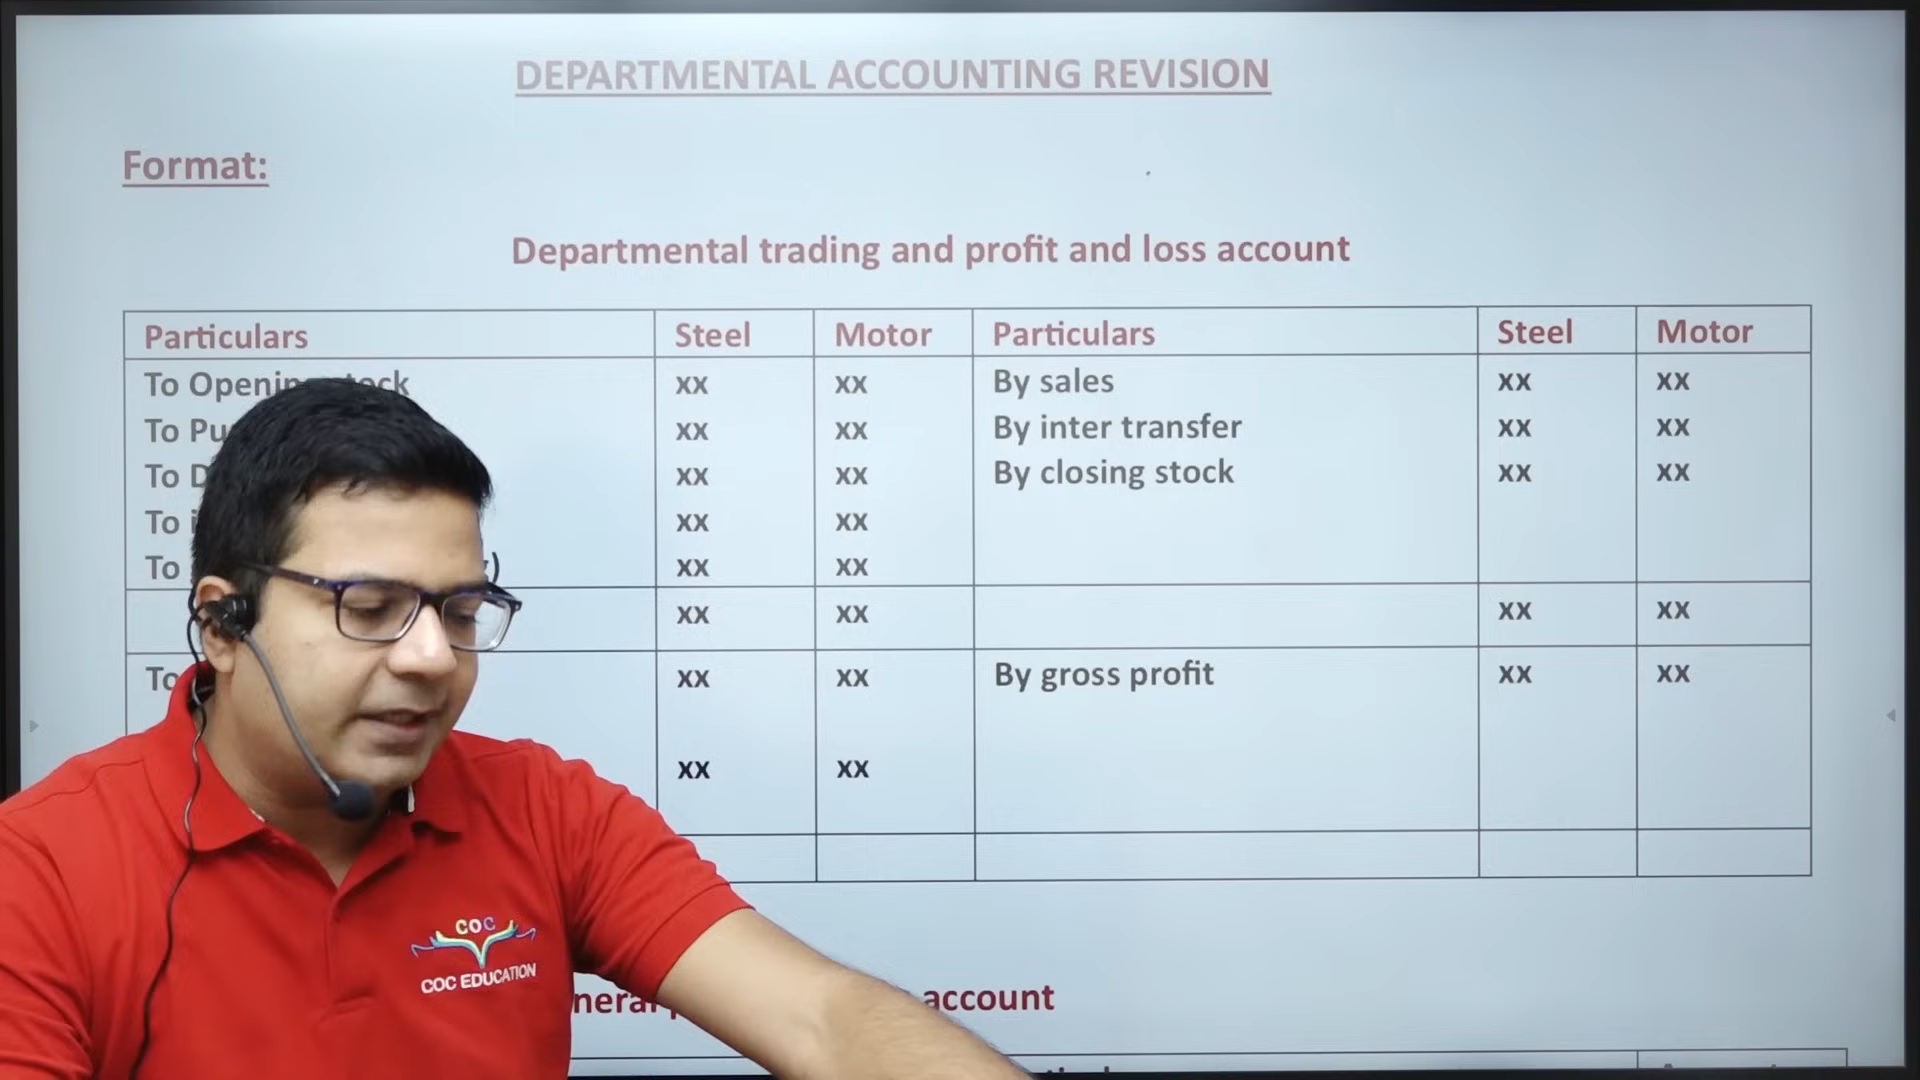 DEPARTMENTAL ACCOUNTING REVISION
Format:
Departmental trading and profit and loss account
Particulars Steel Motor Particulars Steel Motor
To Opening stock xx xx By sales xx xx
To xx xx By inter transfer xx xx
To xx xx By closing stock xx xx
To xx xx
To xx xx
xx xx xx xx
To xx xx By gross profit xx xx
xx xx
account
COC
COC EDUCATION